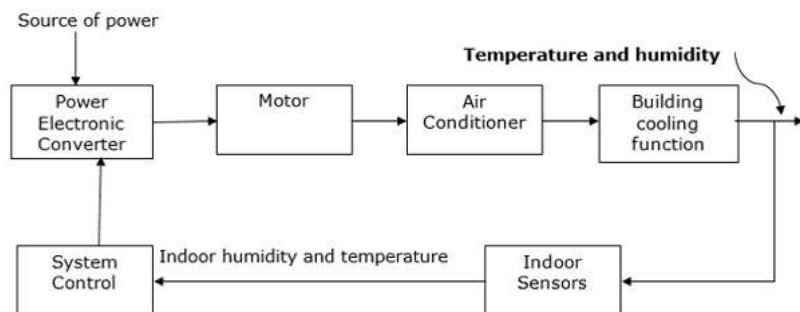 Source of power
Temperature and humidity
Power
Electronic
Converter
Motor
Air
Conditioner
Building
cooling
function
System
Control
Indoor humidity and temperature
Indoor
Sensors